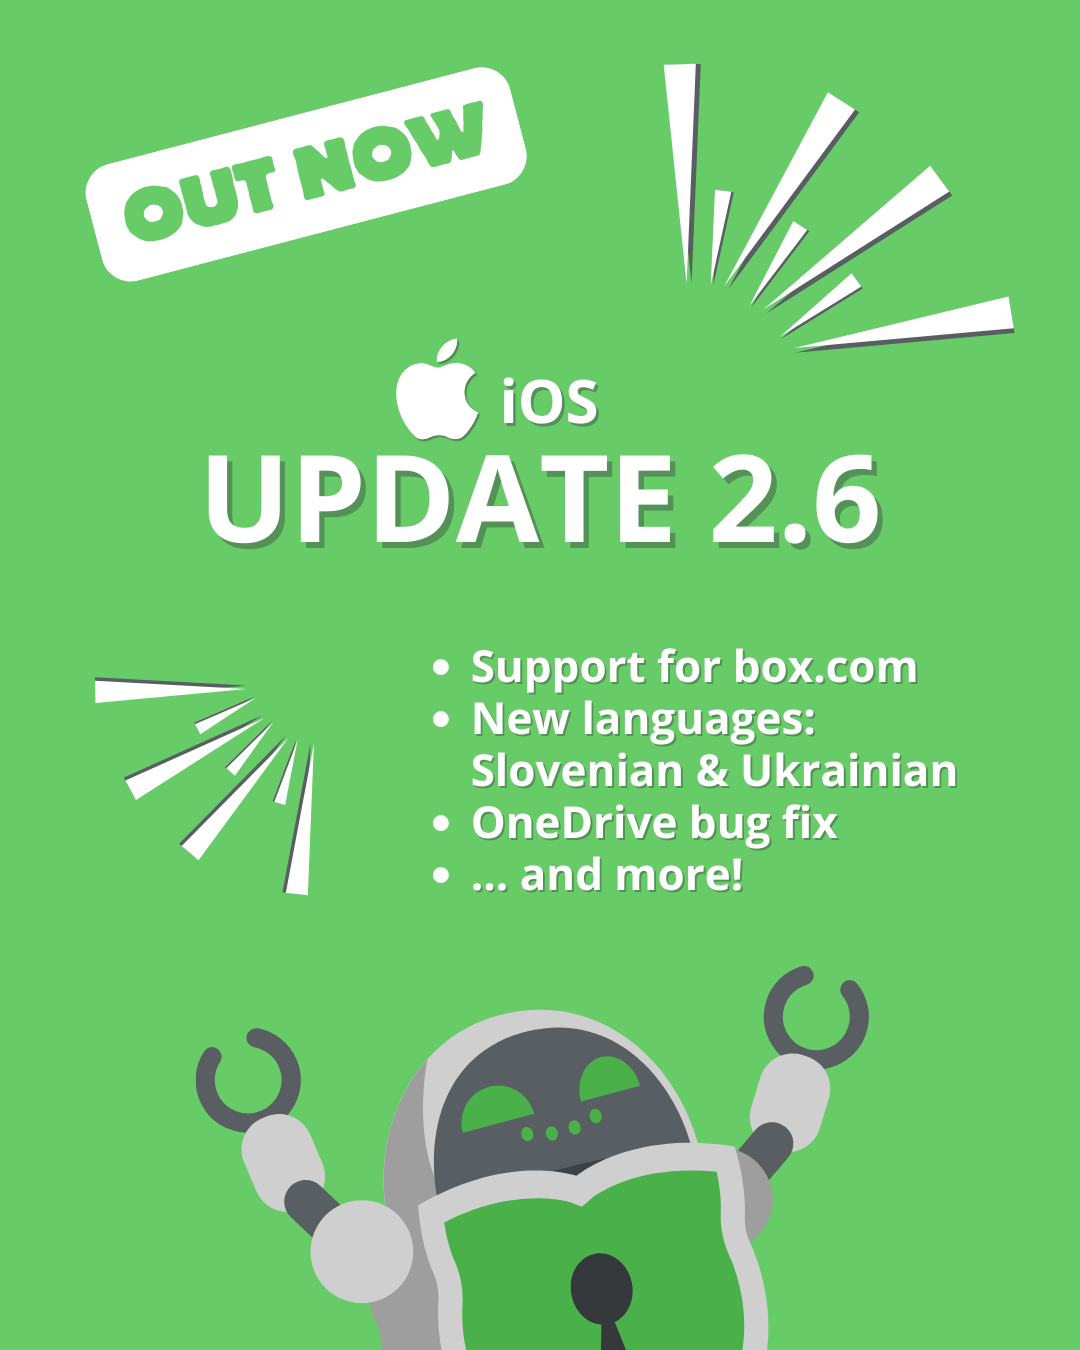 OUT NOW
iOS
UPDATE 2.6
• Support for box.com
• New languages:
Slovenian & Ukrainian
• OneDrive bug fix
• ... and more!